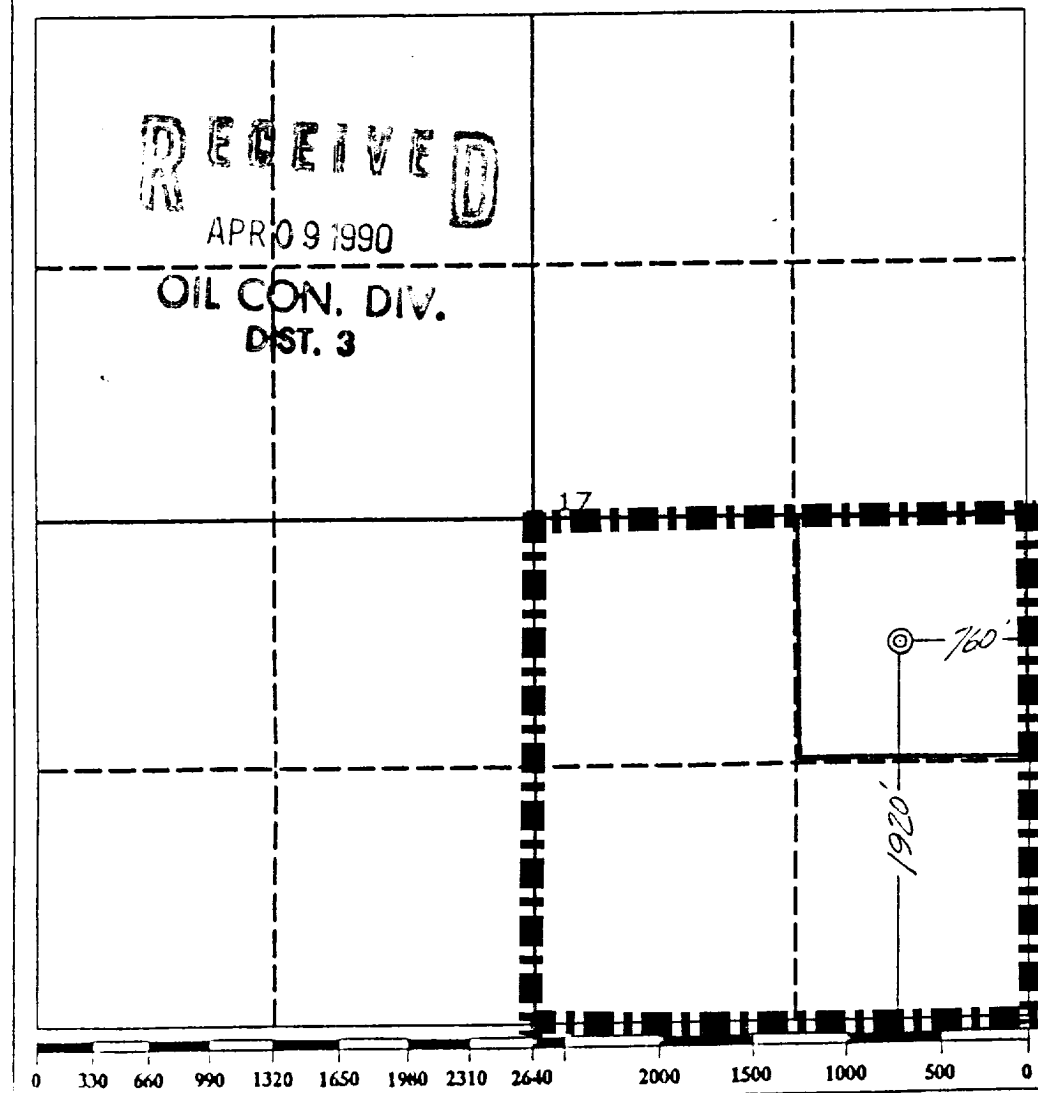 RECEIVED
APR 09 1990
OIL CON. DIV.
DIST. 3
17
760'
1920'
0 330 660 990 1320 1650 1980 2310 2640 2000 1500 1000 500 0